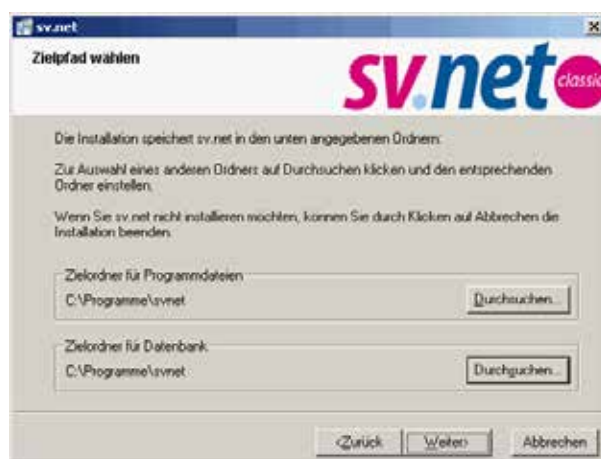 sv.net
Zielpfad wählen
sv.net classic
Die Installation speichert sv.net in den unten angegebenen Ordnern:
Zur Auswahl eines anderen Ordners auf Durchsuchen klicken und den entsprechenden
Ordner einstellen.
Wenn Sie sv.net nicht installieren möchten, können Sie durch Klicken auf Abbrechen die
Installation beenden.
Zielordner für Programmdateien
C:\Programme\svnet
Durchsuchen...
Zielordner für Datenbank
C:\Programme\svnet
Durchsuchen...
<Zurück
Weiter>
Abbrechen